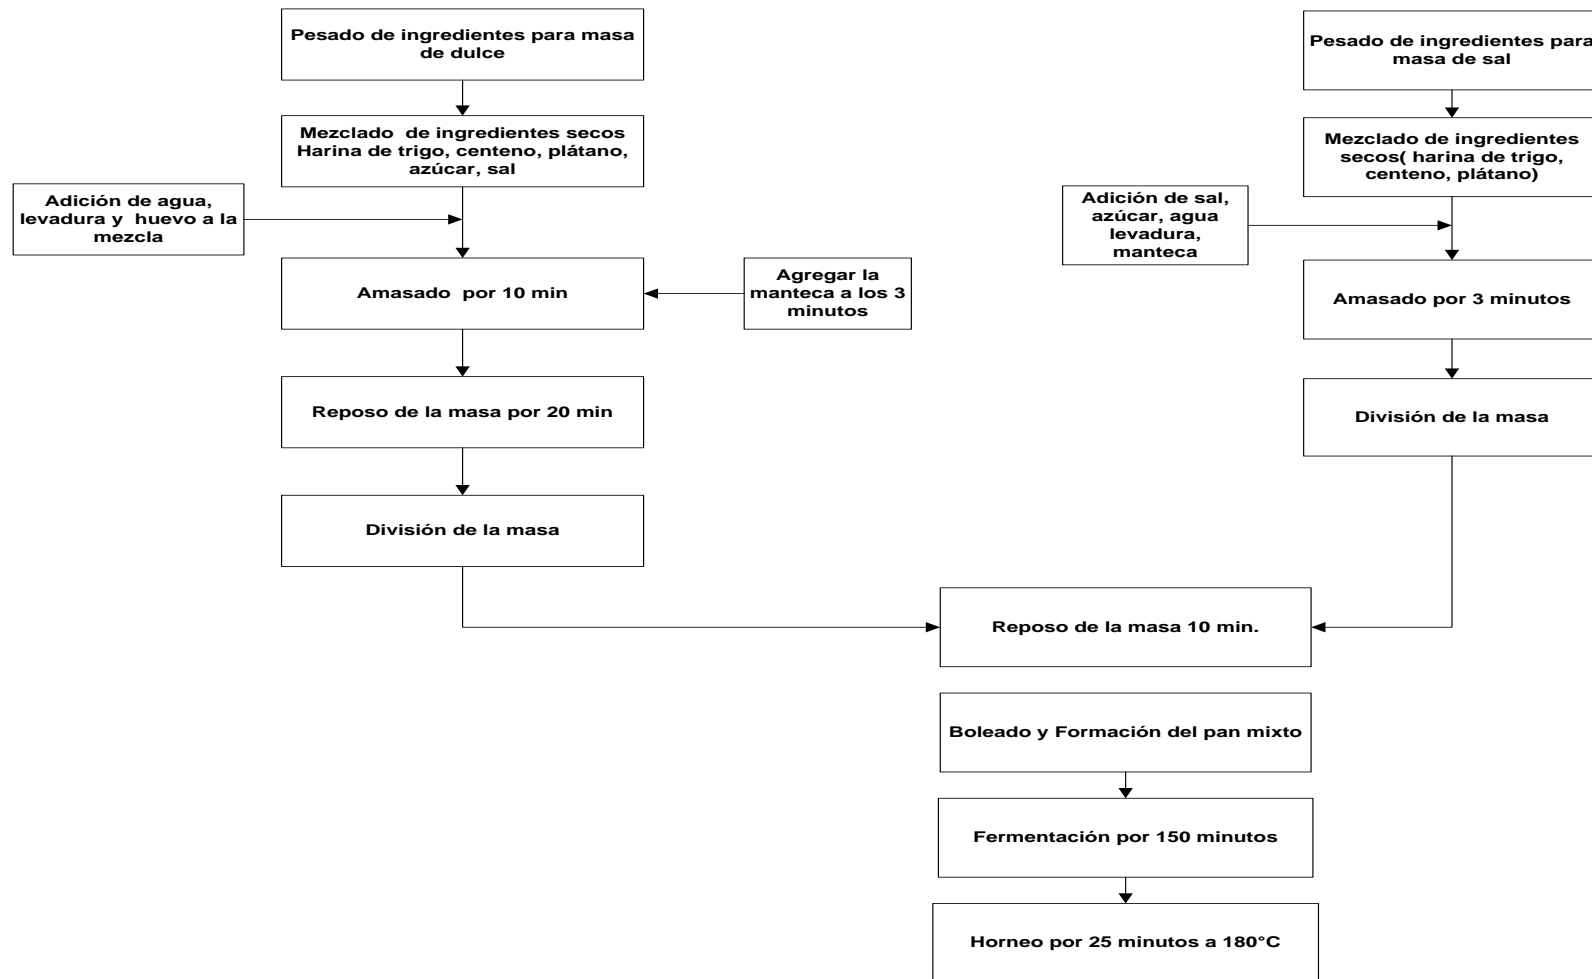 Pesado de ingredientes para masa
de dulce
Mezclado de ingredientes secos
Harina de trigo, centeno, plátano,
azúcar, sal
Adición de agua,
levadura y huevo a la
mezcla
Amasado por 10 min
Agregar la
manteca a los 3
minutos
Reposo de la masa por 20 min
División de la masa
Pesado de ingredientes para
masa de sal
Mezclado de ingredientes
secos( harina de trigo,
centeno, plátano)
Adición de sal,
azúcar, agua
levadura,
manteca
Amasado por 3 minutos
División de la masa
Reposo de la masa 10 min.
Boleado y Formación del pan mixto
Fermentación por 150 minutos
Horneo por 25 minutos a 180°C